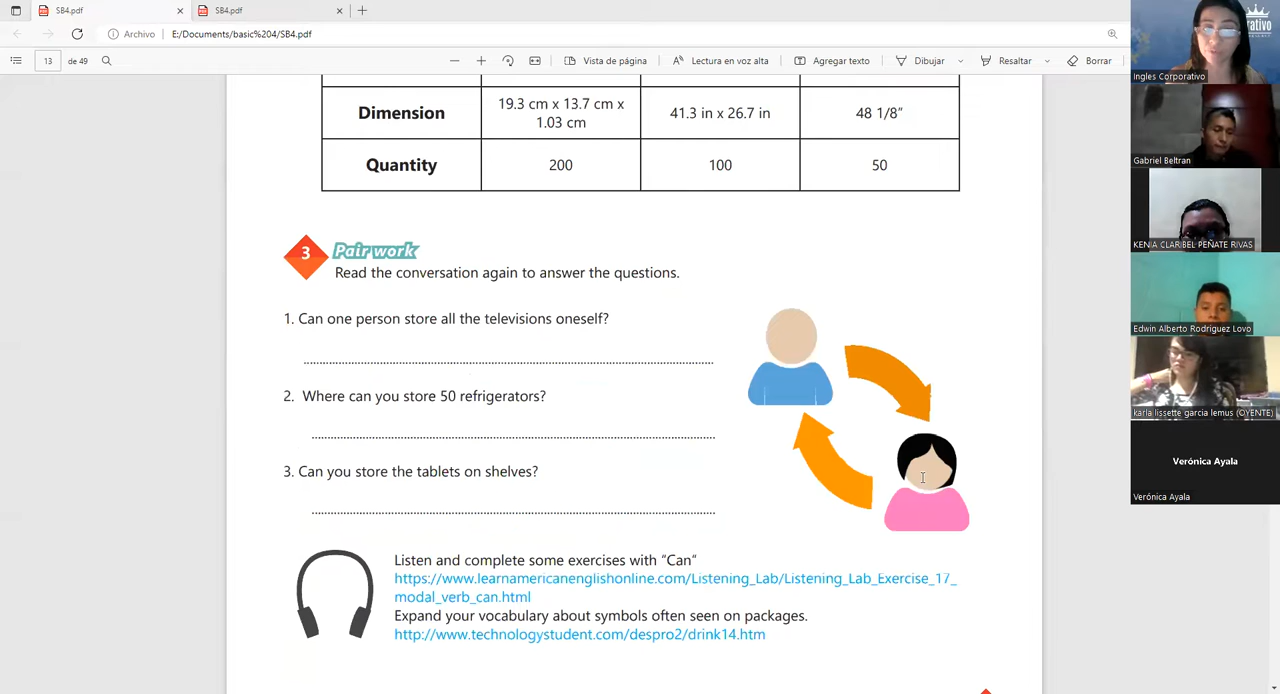 SB4.pdf
SB4.pdf
Archivo E:/Documents/basic%204/SB4.pdf
13 de 49
Vista de página
Lectura en voz alta
Agregar texto
Dibujar
Resaltar
Borrar
Dimension 19.3 cm x 13.7 cm x 1.03 cm 41.3 in x 26.7 in 48 1/8”
Quantity 200 100 50
3 Pair work
Read the conversation again to answer the questions.
1. Can one person store all the televisions oneself?
2. Where can you store 50 refrigerators?
3. Can you store the tablets on shelves?
Listen and complete some exercises with “Can“
https://www.learnamericanenglishonline.com/Listening_Lab/Listening_Lab_Exercise_17_
modal_verb_can.html
Expand your vocabulary about symbols often seen on packages.
http://www.technologystudent.com/despro2/drink14.htm
Ingles Corporativo
Gabriel Beltran
KENIA CLARIBEL PEÑATE RIVAS
Edwin Alberto Rodriguez Lovo
karla lissette garcia lemus (OYENTE)
Verónica Ayala
Verónica Ayala